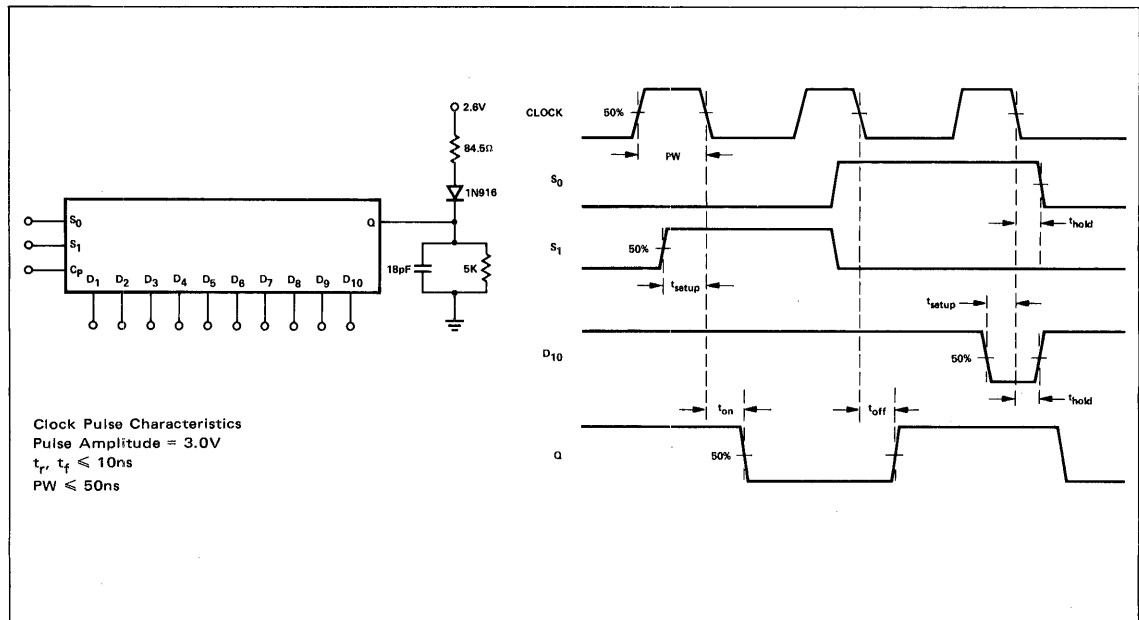 2.6V
84.5Ω
1N916
S0
S1
CP
Q
D1 D2 D3 D4 D5 D6 D7 D8 D9 D10
18pF
5K
Clock Pulse Characteristics
Pulse Amplitude = 3.0V
tr, tf ≤ 10ns
PW ≤ 50ns
CLOCK
50%
PW
S0
thold
S1
50%
tsetup
tsetup
D10
50%
thold
ton
toff
Q
50%